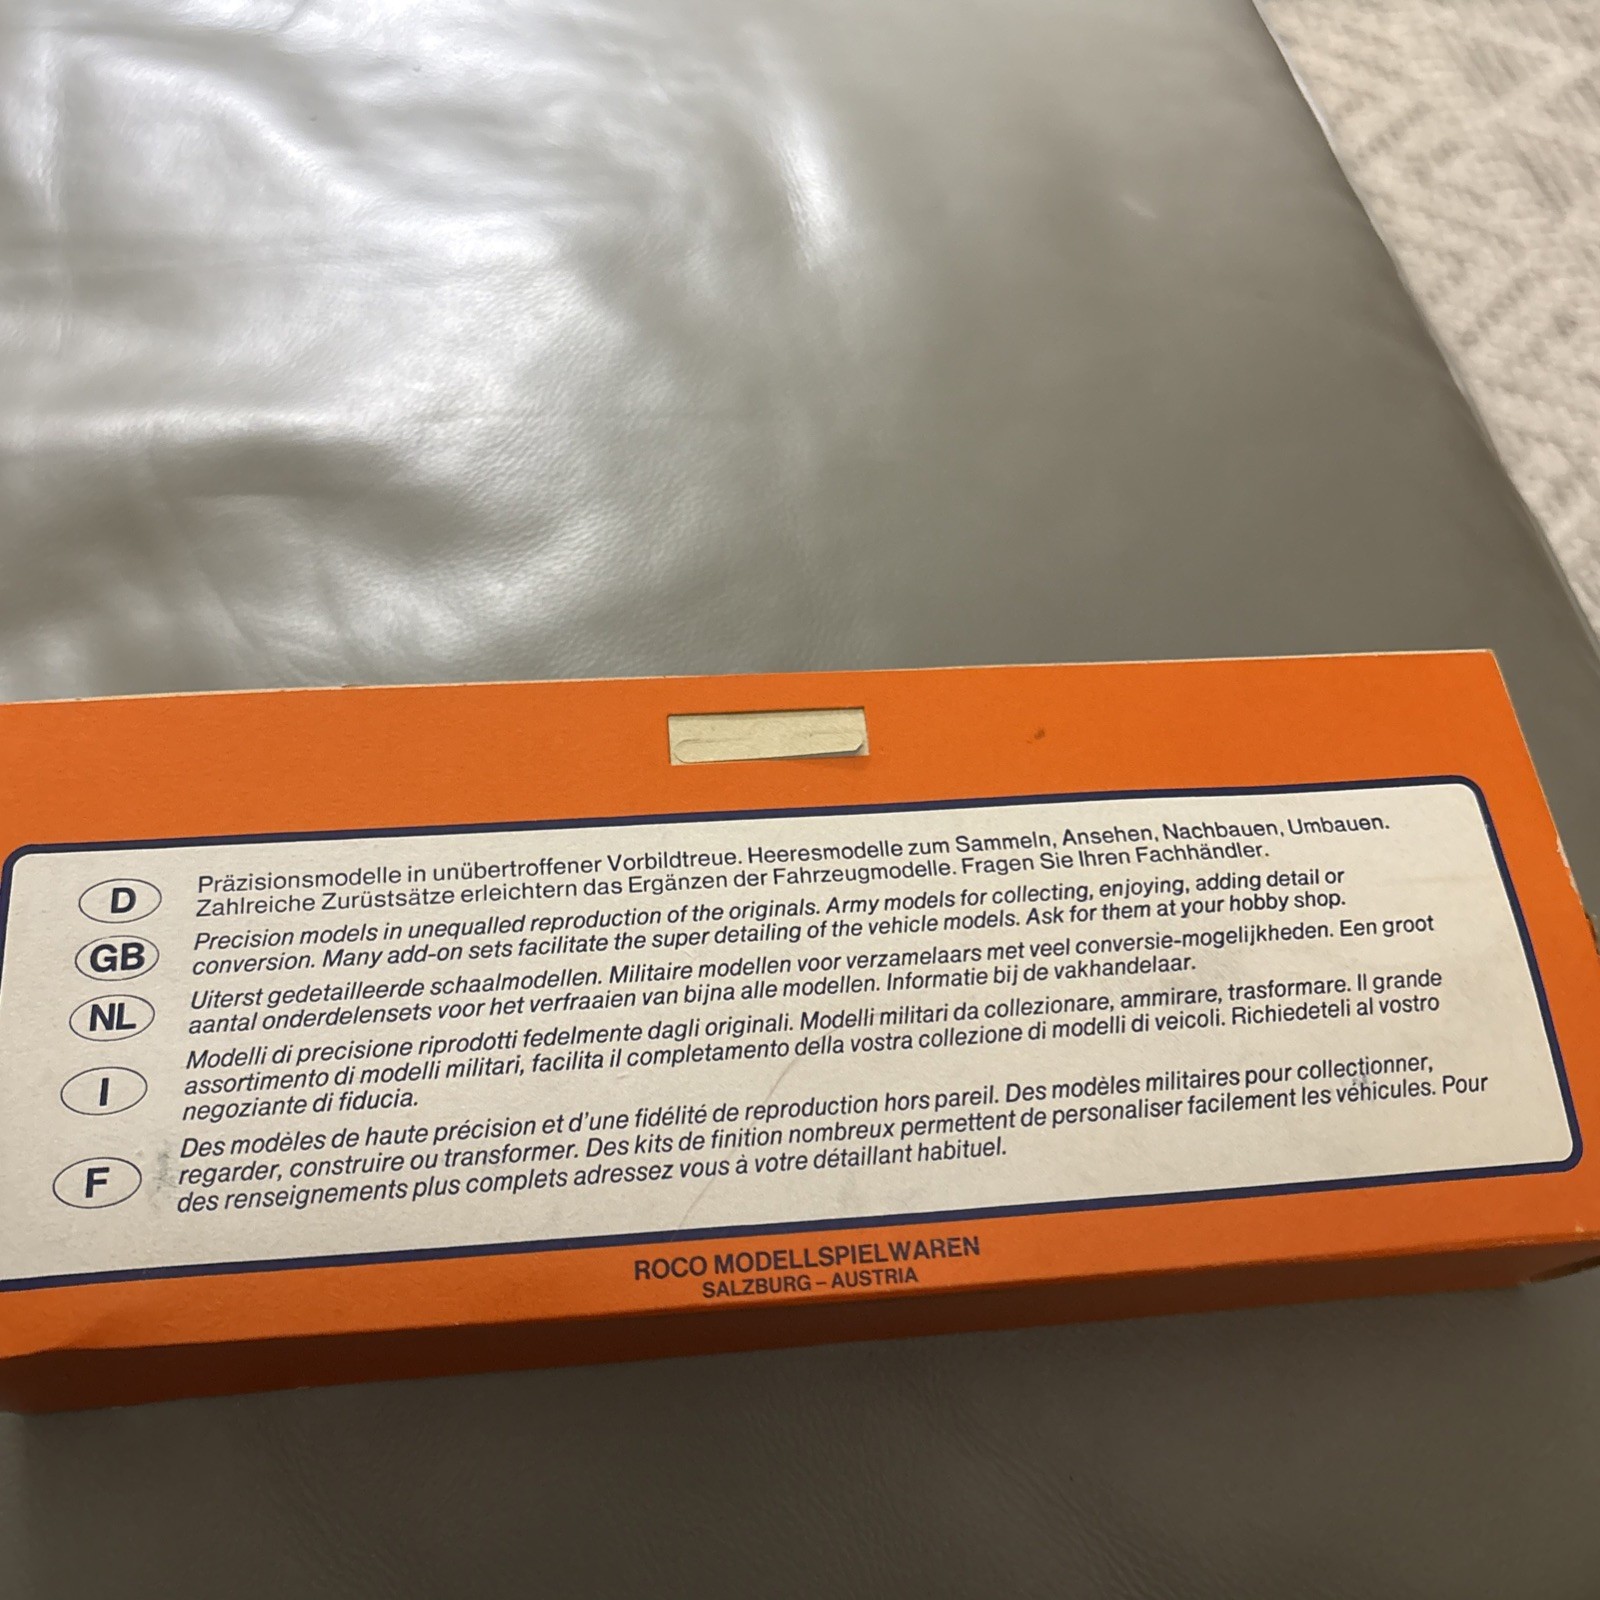 D
Präzisionsmodelle in unübertroffener Vorbildtreue. Heeresmodelle zum Sammeln, Ansehen, Nachbauen, Umbauen.
Zahlreiche Zurüstsätze erleichtern das Ergänzen der Fahrzeugmodelle. Fragen Sie Ihren Fachhändler.
GB
Precision models in unequalled reproduction of the originals. Army models for collecting, enjoying, adding detail or
conversion. Many add-on sets facilitate the super detailing of the vehicle models. Ask for them at your hobby shop.
NL
Uiterst gedetailleerde schaalmodellen. Militaire modellen voor verzamelaars met veel conversie-mogelijkheden. Een groot
aantal onderdelensets voor het verfraaien van bijna alle modellen. Informatie bij de vakhandelaar.
I
Modelli di precisione riprodotti fedelmente dagli originali. Modelli militari da collezionare, ammirare, trasformare. Il grande
assortimento di modelli militari, facilita il completamento della vostra collezione di modelli di veicoli. Richiedeteli al vostro
negoziante di fiducia.
F
Des modèles de haute précision et d'une fidélité de reproduction hors pareil. Des modèles militaires pour collectionner,
regarder, construire ou transformer. Des kits de finition nombreux permettent de personaliser facilement les véhicules. Pour
des renseignements plus complets adressez vous à votre détaillant habituel.
ROCO MODELLSPIELWAREN
SALZBURG – AUSTRIA